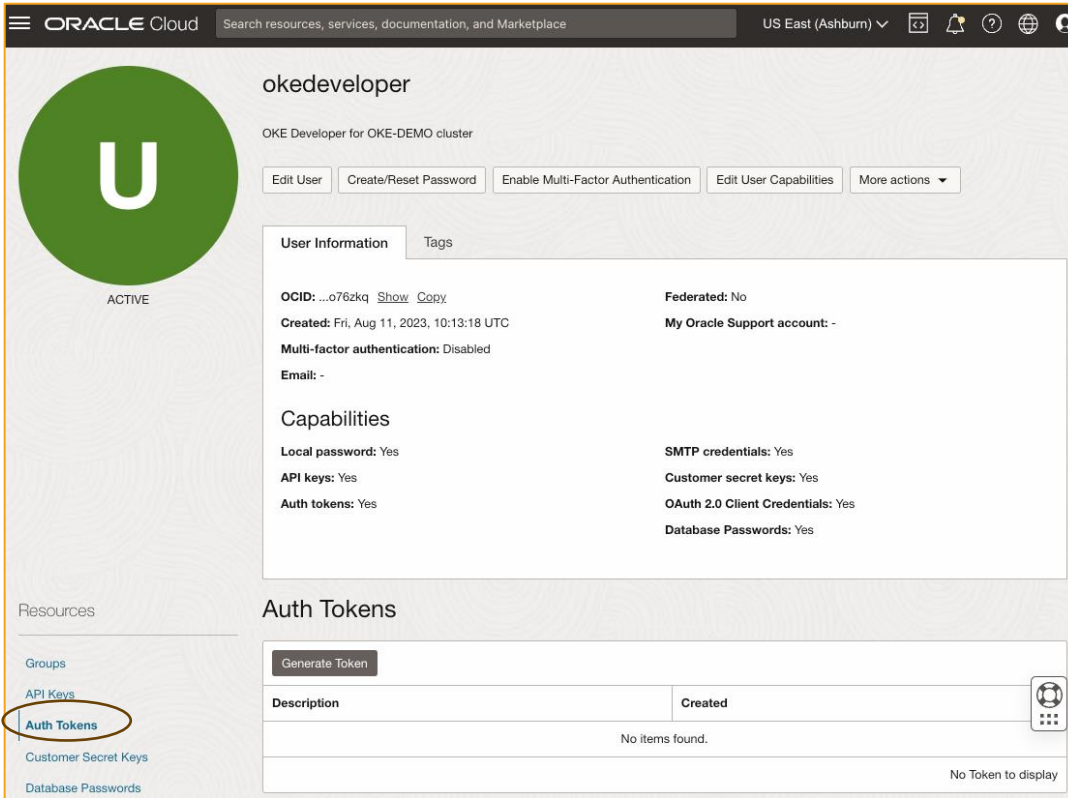 ORACLE Cloud
Search resources, services, documentation, and Marketplace
US East (Ashburn)
U
ACTIVE
okedeveloper
OKE Developer for OKE-DEMO cluster
Edit User
Create/Reset Password
Enable Multi-Factor Authentication
Edit User Capabilities
More actions
User Information
Tags
OCID: ...o76zkq Show Copy
Created: Fri, Aug 11, 2023, 10:13:18 UTC
Multi-factor authentication: Disabled
Email: -
Federated: No
My Oracle Support account: -
Capabilities
Local password: Yes
API keys: Yes
Auth tokens: Yes
SMTP credentials: Yes
Customer secret keys: Yes
OAuth 2.0 Client Credentials: Yes
Database Passwords: Yes
Resources
Groups
API Keys
Auth Tokens
Customer Secret Keys
Database Passwords
Auth Tokens
Generate Token
Description
Created
No items found.
No Token to display